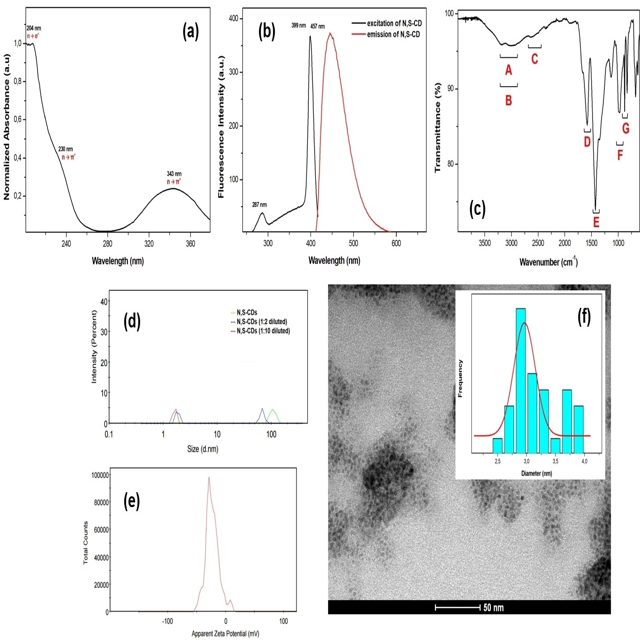 (a)
204 nm
n→σ*
1,0
0,8
0,6
0,4
0,2
230 nm
n→π*
343 nm
n→π*
240 280 320 360
Normalized Absorbance (a.u)
Wavelength (nm)
(b)
399 nm 457 nm
excitation of N,S-CD
emission of N,S-CD
400
300
200
100
0
287 nm
300 400 500 600
Fluorescence Intensity (a.u.)
Wavelength (nm)
100
90
80
A
B
C
D
E
F
G
(c)
3500 3000 2500 2000 1500 1000
Transmittance (%)
Wavenumber (cm-1)
(d)
N,S-CDs
N,S-CDs (1:2 diluted)
N,S-CDs (1:10 diluted)
40
30
20
10
0
0.1 1 10 100
Intensity (Percent)
Size (d.nm)
(e)
100000
80000
60000
40000
20000
0
-100 0 100
Total Counts
Apparent Zeta Potential (mV)
(f)
Frequency
2,5 3,0 3,5 4,0
Diameter (nm)
50 nm